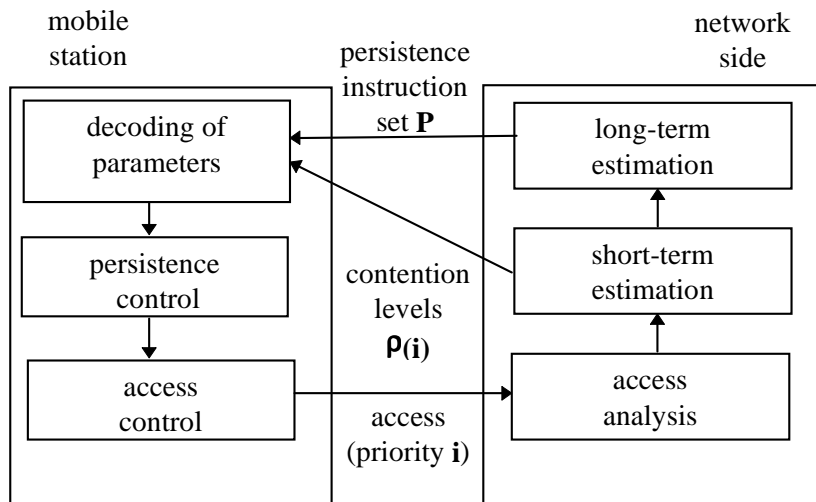 mobile
station
network
side
persistence
instruction
set P
decoding of
parameters
long-term
estimation
persistence
control
contention
levels
ρ(i)
short-term
estimation
access
control
access
(priority i)
access
analysis